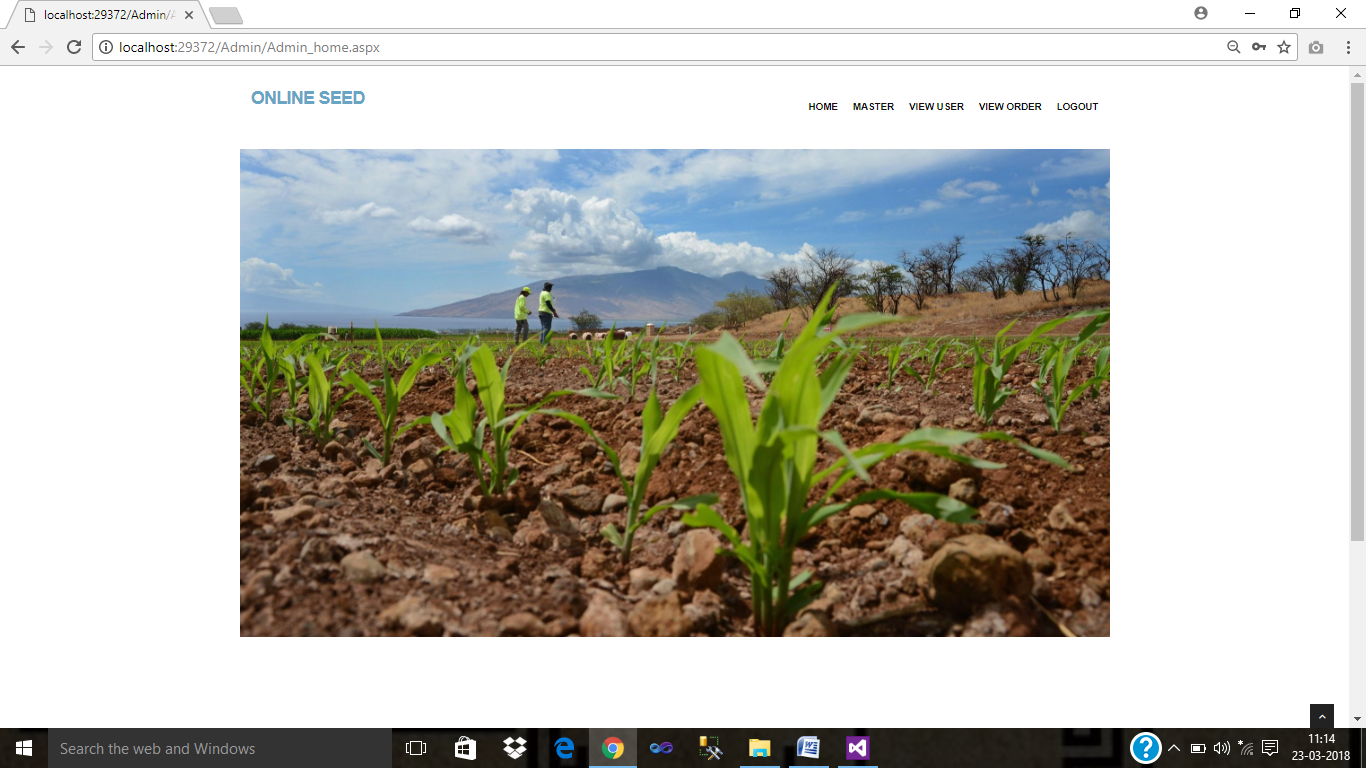 localhost:29372/Admin/A
localhost:29372/Admin/Admin_home.aspx
ONLINE SEED
HOME MASTER VIEW USER VIEW ORDER LOGOUT
Search the web and Windows
11:14
23-03-2018